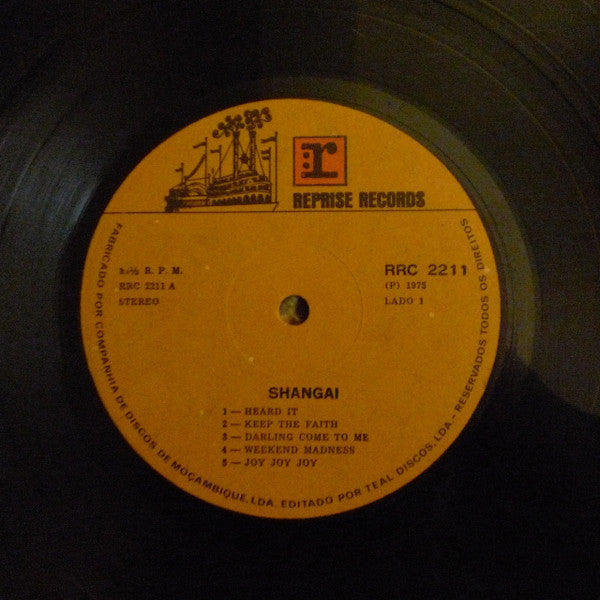 r
REPRISE RECORDS
33⅓ R. P. M.
RRC 2211 A
STEREO
RRC 2211
(P) 1975
LADO 1
SHANGAI
1 — HEARD IT
2 — KEEP THE FAITH
3 — DARLING COME TO ME
4 — WEEKEND MADNESS
5 — JOY JOY JOY
FABRICADO POR COMPANHIA DE DISCOS DE MOÇAMBIQUE, LDA. EDITADO POR TEAL DISCOS, LDA. — RESERVADOS TODOS OS DIREITOS